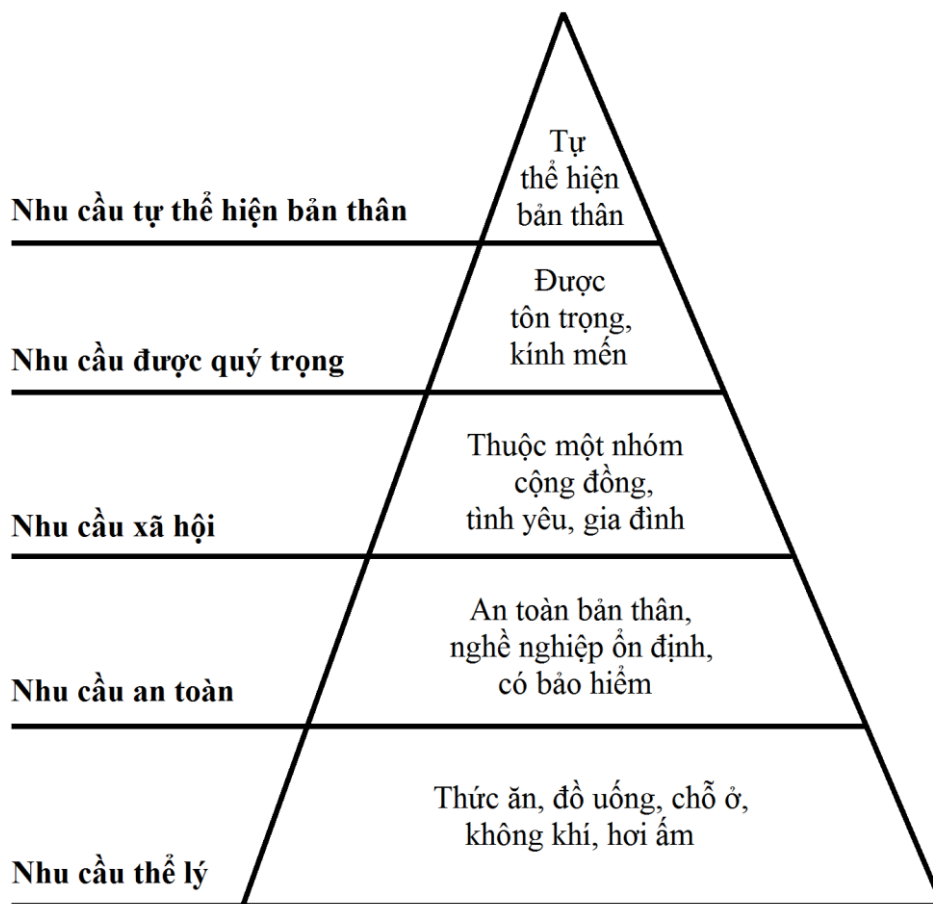 Tự
thể hiện
bản thân
Nhu cầu tự thể hiện bản thân
Được
tôn trọng,
kính mến
Nhu cầu được quý trọng
Thuộc một nhóm
cộng đồng,
tình yêu, gia đình
Nhu cầu xã hội
An toàn bản thân,
nghề nghiệp ổn định,
có bảo hiểm
Nhu cầu an toàn
Thức ăn, đồ uống, chỗ ở,
không khí, hơi ấm
Nhu cầu thể lý